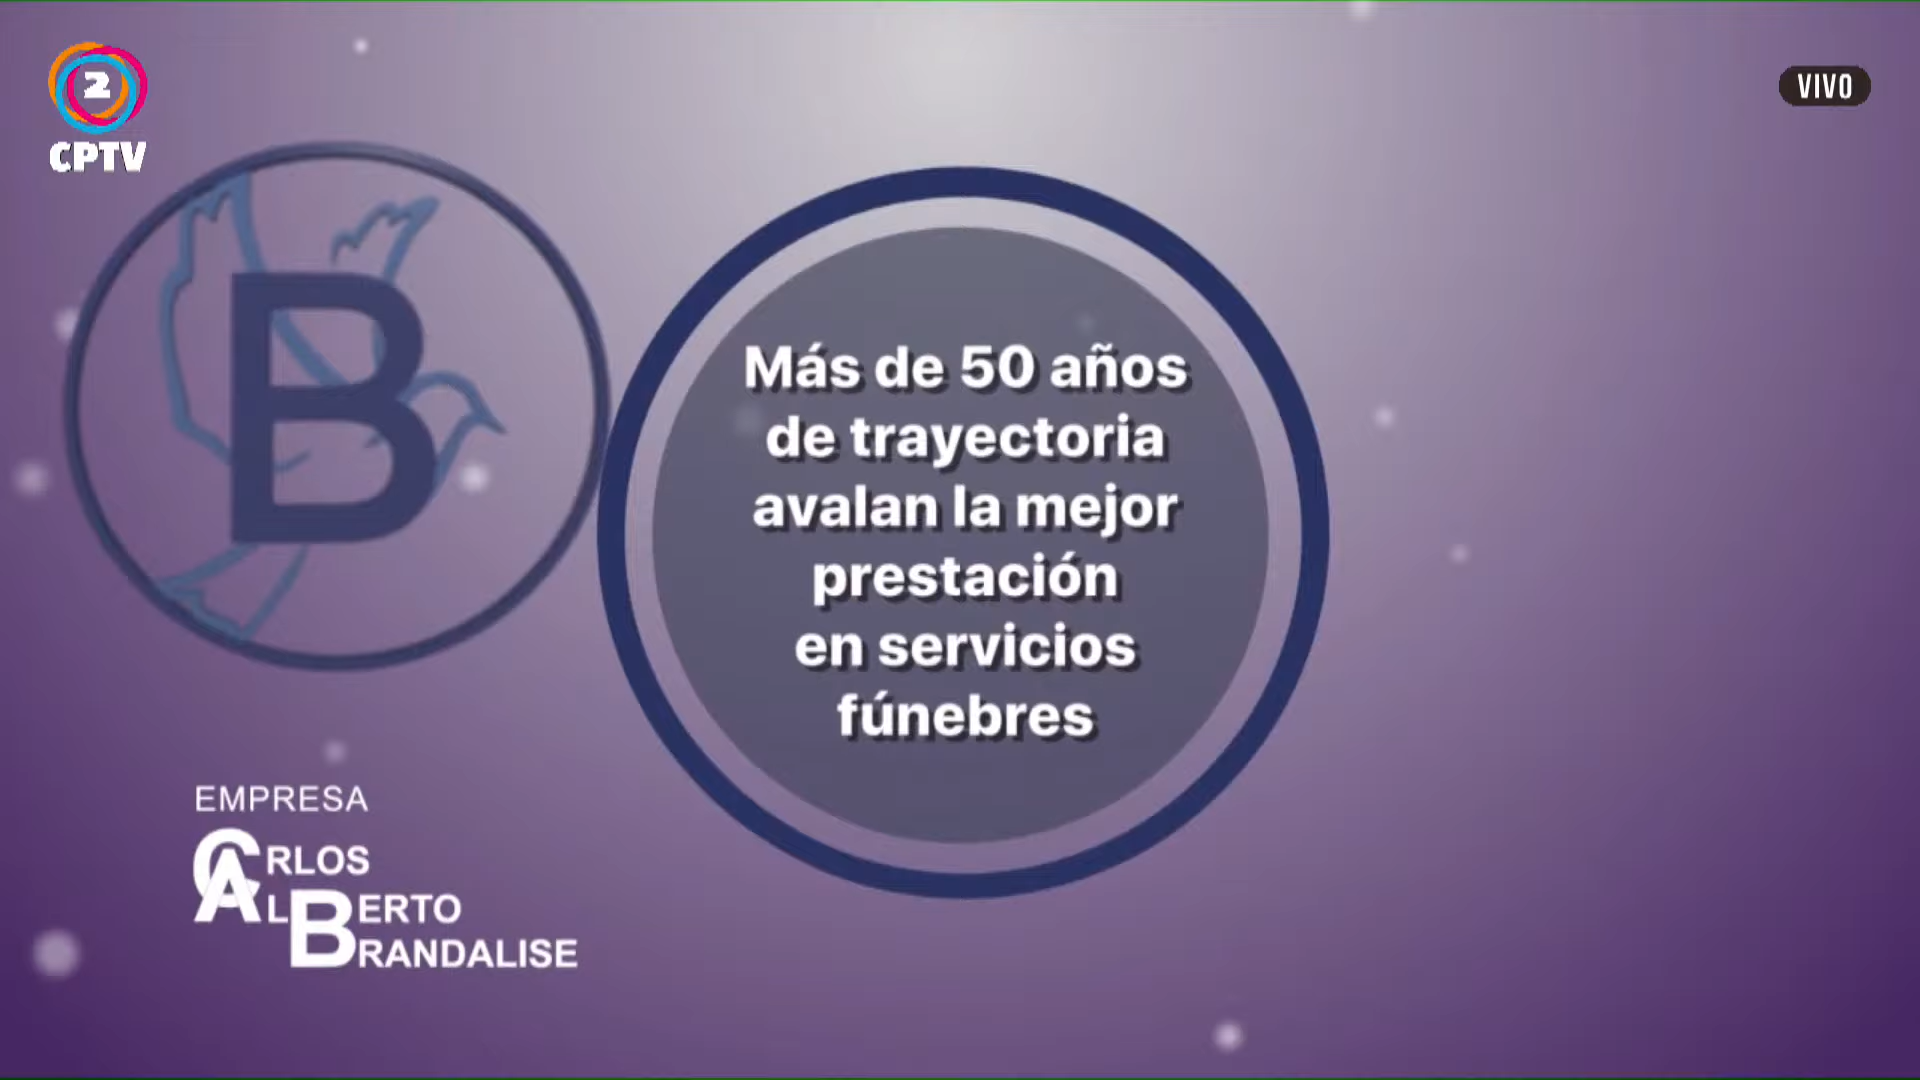 2
CPTV
VIVO
B
Más de 50 años
de trayectoria
avalan la mejor
prestación
en servicios
fúnebres
EMPRESA
CARLOS
ALBERTO
BRANDALISE